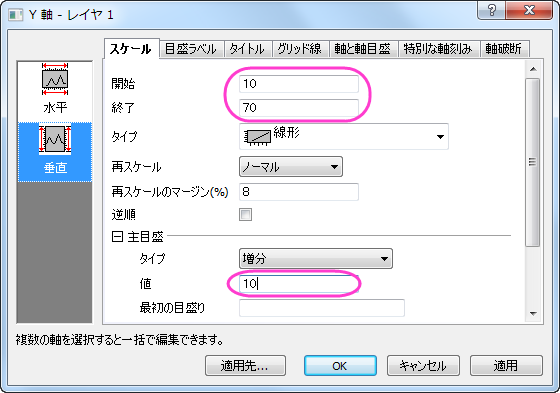 Y 軸 - レイヤ 1
スケール 目盛ラベル タイトル グリッド線 軸と軸目盛 特別な軸刻み 軸破断
水平
垂直
開始 10
終了 70
タイプ 線形
再スケール ノーマル
再スケールのマージン(%) 8
逆順
主目盛
タイプ 増分
値 10
最初の目盛り
複数の軸を選択すると一括で編集できます。
適用先... OK キャンセル 適用